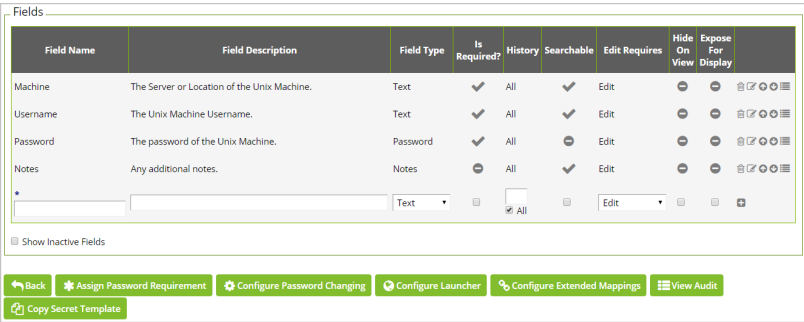 Fields
Field Name Field Description Field Type Is Required? History Searchable Edit Requires Hide On View Expose For Display
Machine The Server or Location of the Unix Machine. Text All Edit
Username The Unix Machine Username. Text All Edit
Password The password of the Unix Machine. Password All Edit
Notes Any additional notes. Notes All Edit
* Text All Edit
Show Inactive Fields
Back Assign Password Requirement Configure Password Changing Configure Launcher Configure Extended Mappings View Audit
Copy Secret Template